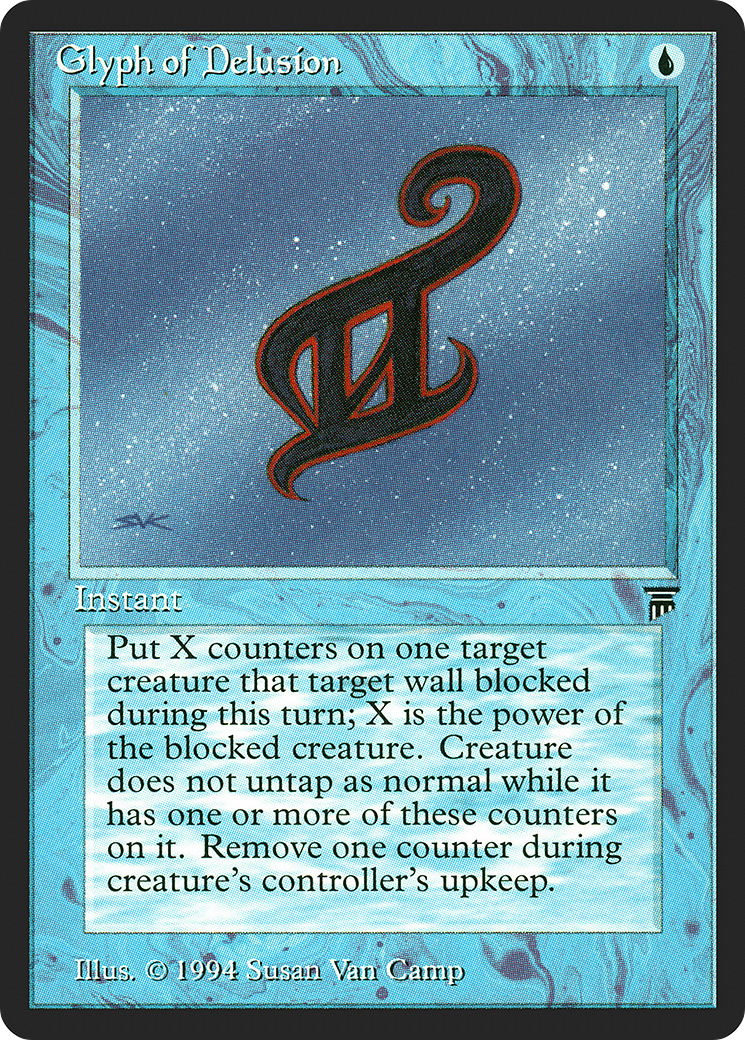 Glyph of Delusion
SVC
Instant
Put X counters on one target
creature that target wall blocked
during this turn; X is the power of
the blocked creature. Creature
does not untap as normal while it
has one or more of these counters
on it. Remove one counter during
creature's controller's upkeep.
Illus. © 1994 Susan Van Camp